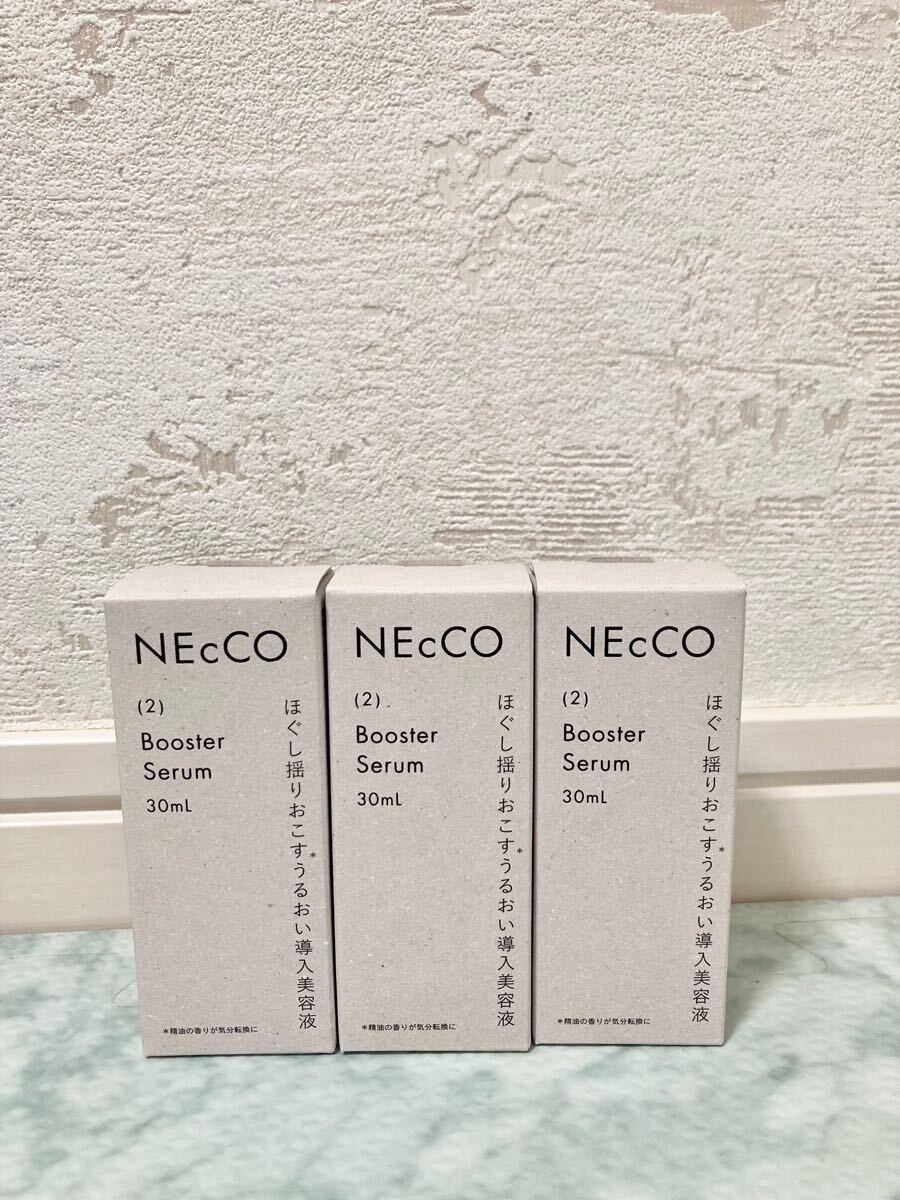 NEcCO
(2)
Booster
Serum
30mL
ほぐし揺りおこす*うるおい導入美容液
*精油の香りが気分転換に
NEcCO
(2)
Booster
Serum
30mL
ほぐし揺りおこす*うるおい導入美容液
*精油の香りが気分転換に
NEcCO
(2)
Booster
Serum
30mL
ほぐし揺りおこす*うるおい導入美容液
*精油の香りが気分転換に